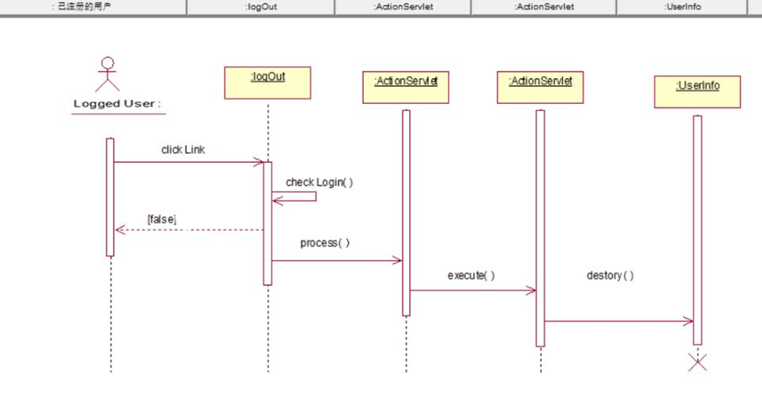 : 已注册的用户
:logOut
:ActionServlet
:ActionServlet
:UserInfo
:logOut
:ActionServlet
:ActionServlet
:UserInfo
Logged User :
click Link
check Login( )
[false]
process( )
execute( )
destory( )